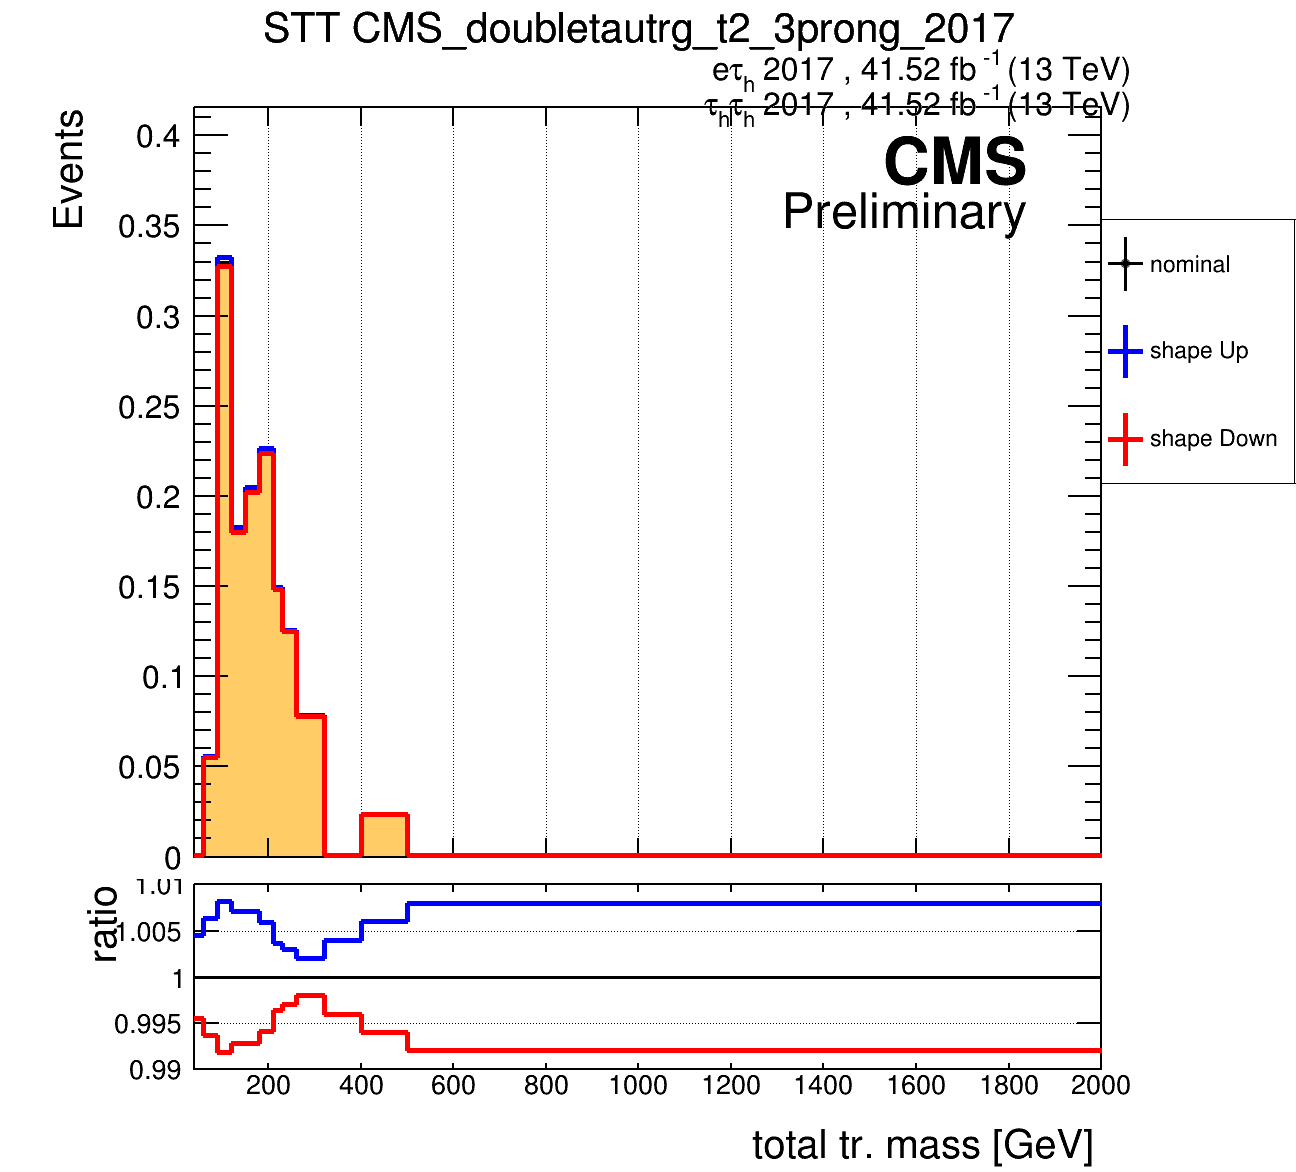 STT CMS_doubletautrg_t2_3prong_2017
eτh 2017 , 41.52 fb -1 (13 TeV)
τhτh 2017 , 41.52 fb -1 (13 TeV)
Events
CMS
Preliminary
0.4
0.35
0.3
0.25
0.2
0.15
0.1
0.05
0
nominal
shape Up
shape Down
ratio
1.01
1.005
1
0.995
0.99
200 400 600 800 1000 1200 1400 1600 1800 2000
total tr. mass [GeV]